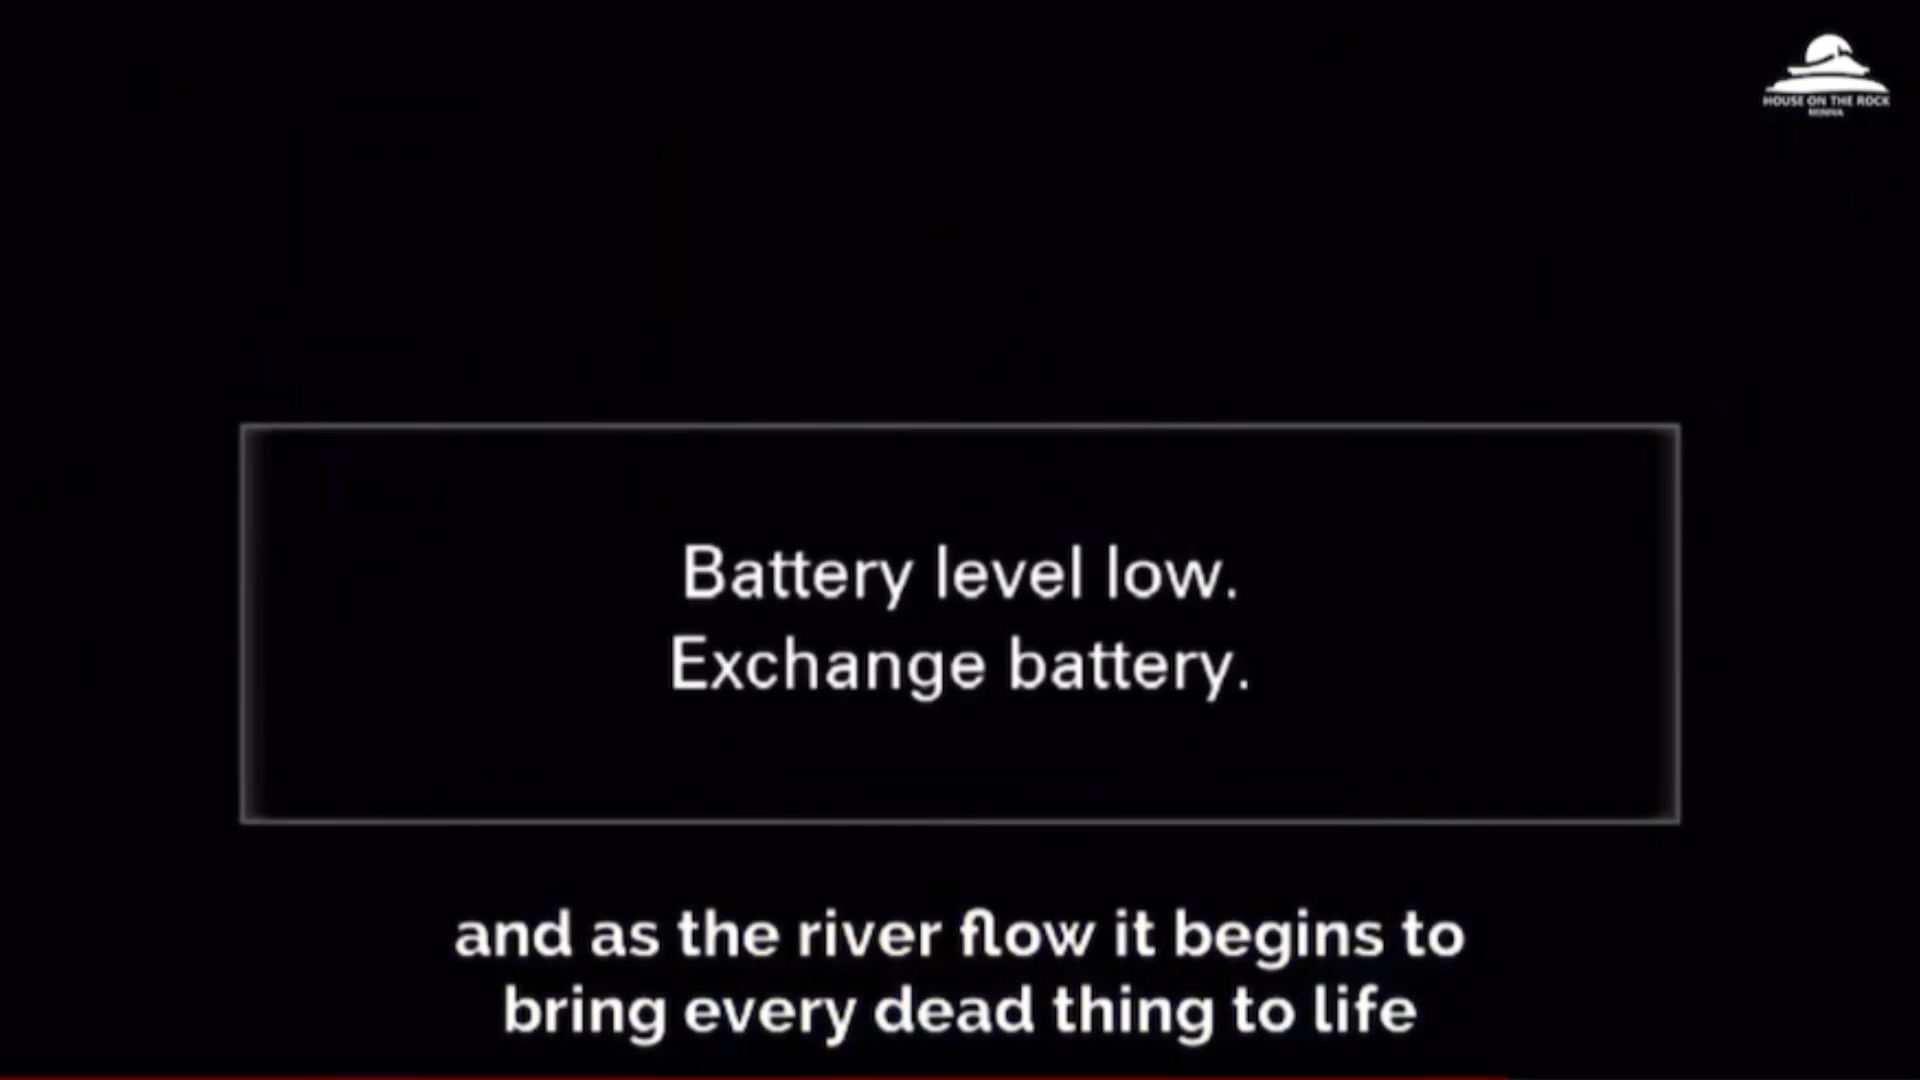 HOUSE ON THE ROCK
MINNA
Battery level low.
Exchange battery.
and as the river flow it begins to
bring every dead thing to life